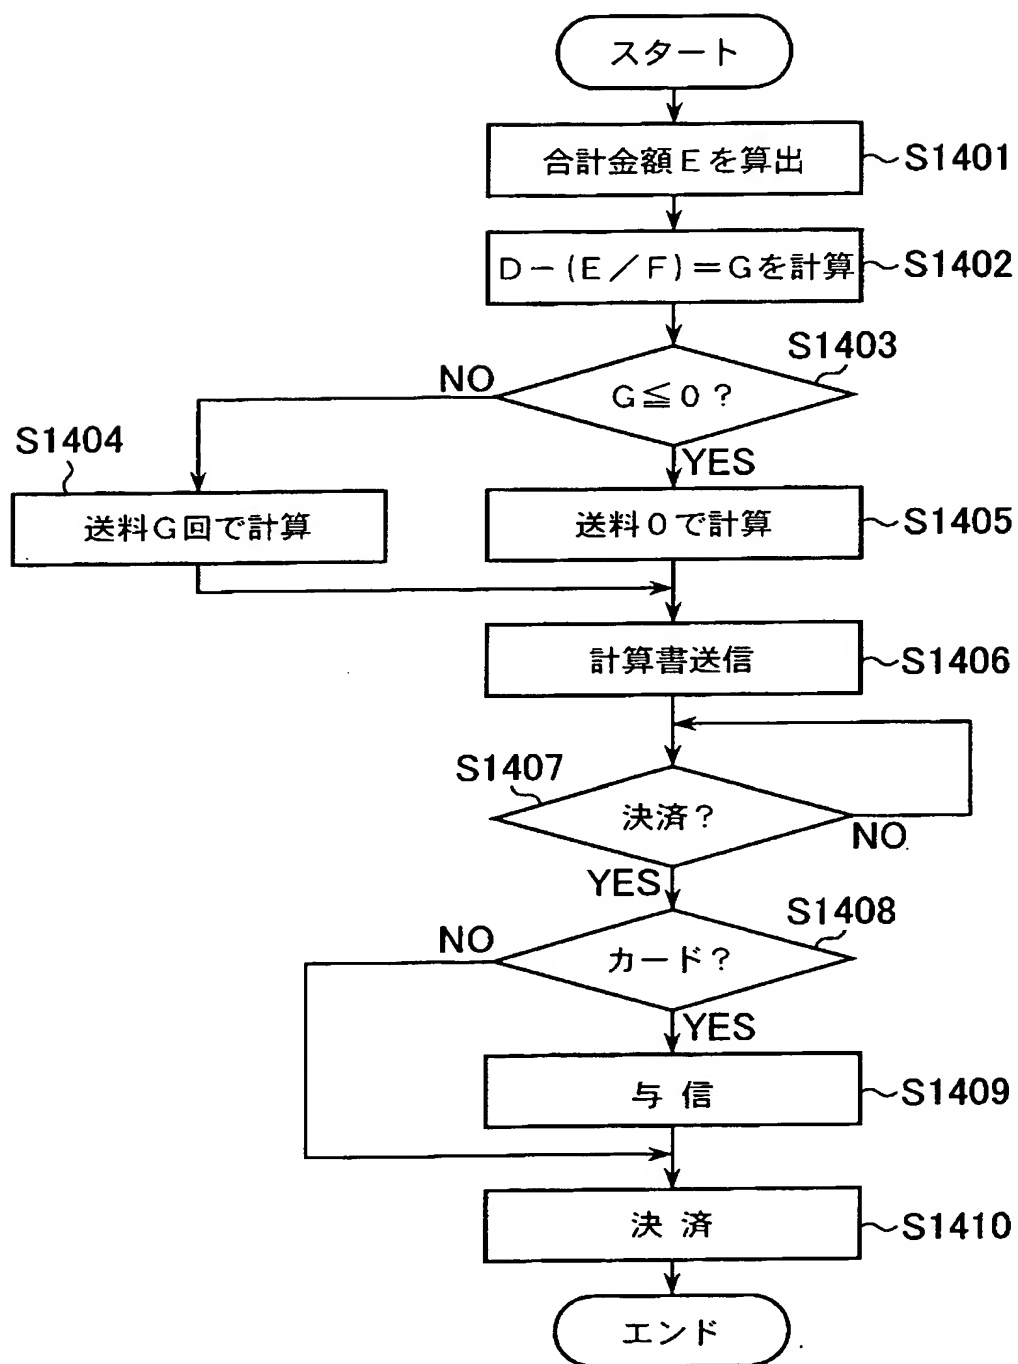 スタート
合計金額Eを算出
S1401
D-(E/F)=Gを計算
S1402
S1403
G≦0?
NO
YES
S1404
送料G回で計算
送料0で計算
S1405
計算書送信
S1406
S1407
決済?
NO
YES
S1408
カード?
NO
YES
与信
S1409
決済
S1410
エンド